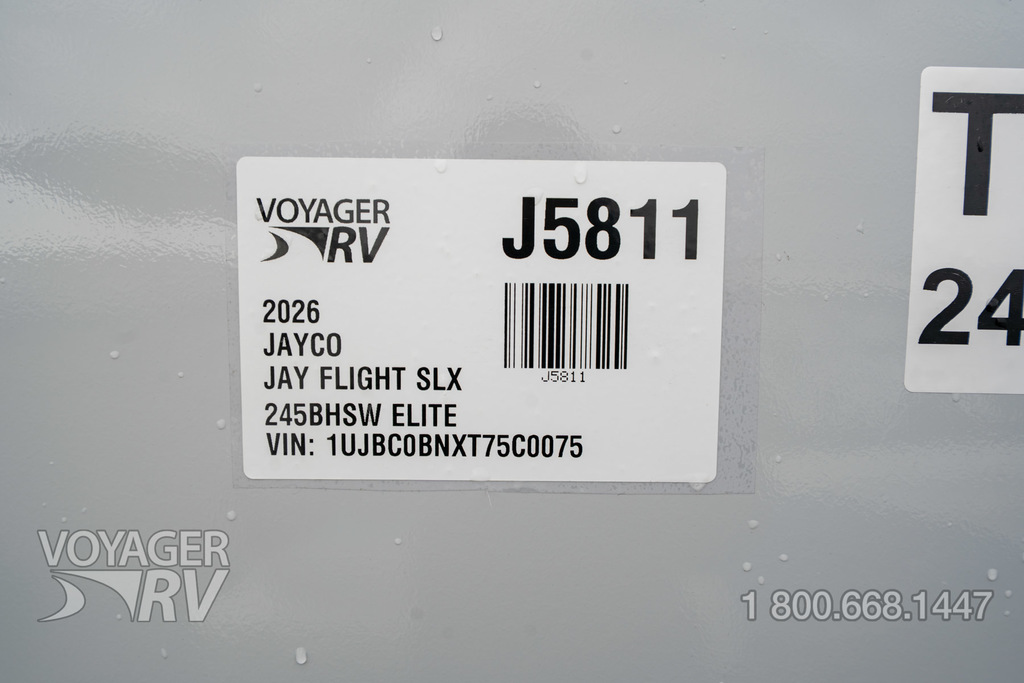 VOYAGER
RV
J5811
2026
JAYCO
JAY FLIGHT SLX
245BHSW ELITE
VIN: 1UJBC0BNXT75C0075
J5811
T
24
VOYAGER
RV
1 800.668.1447